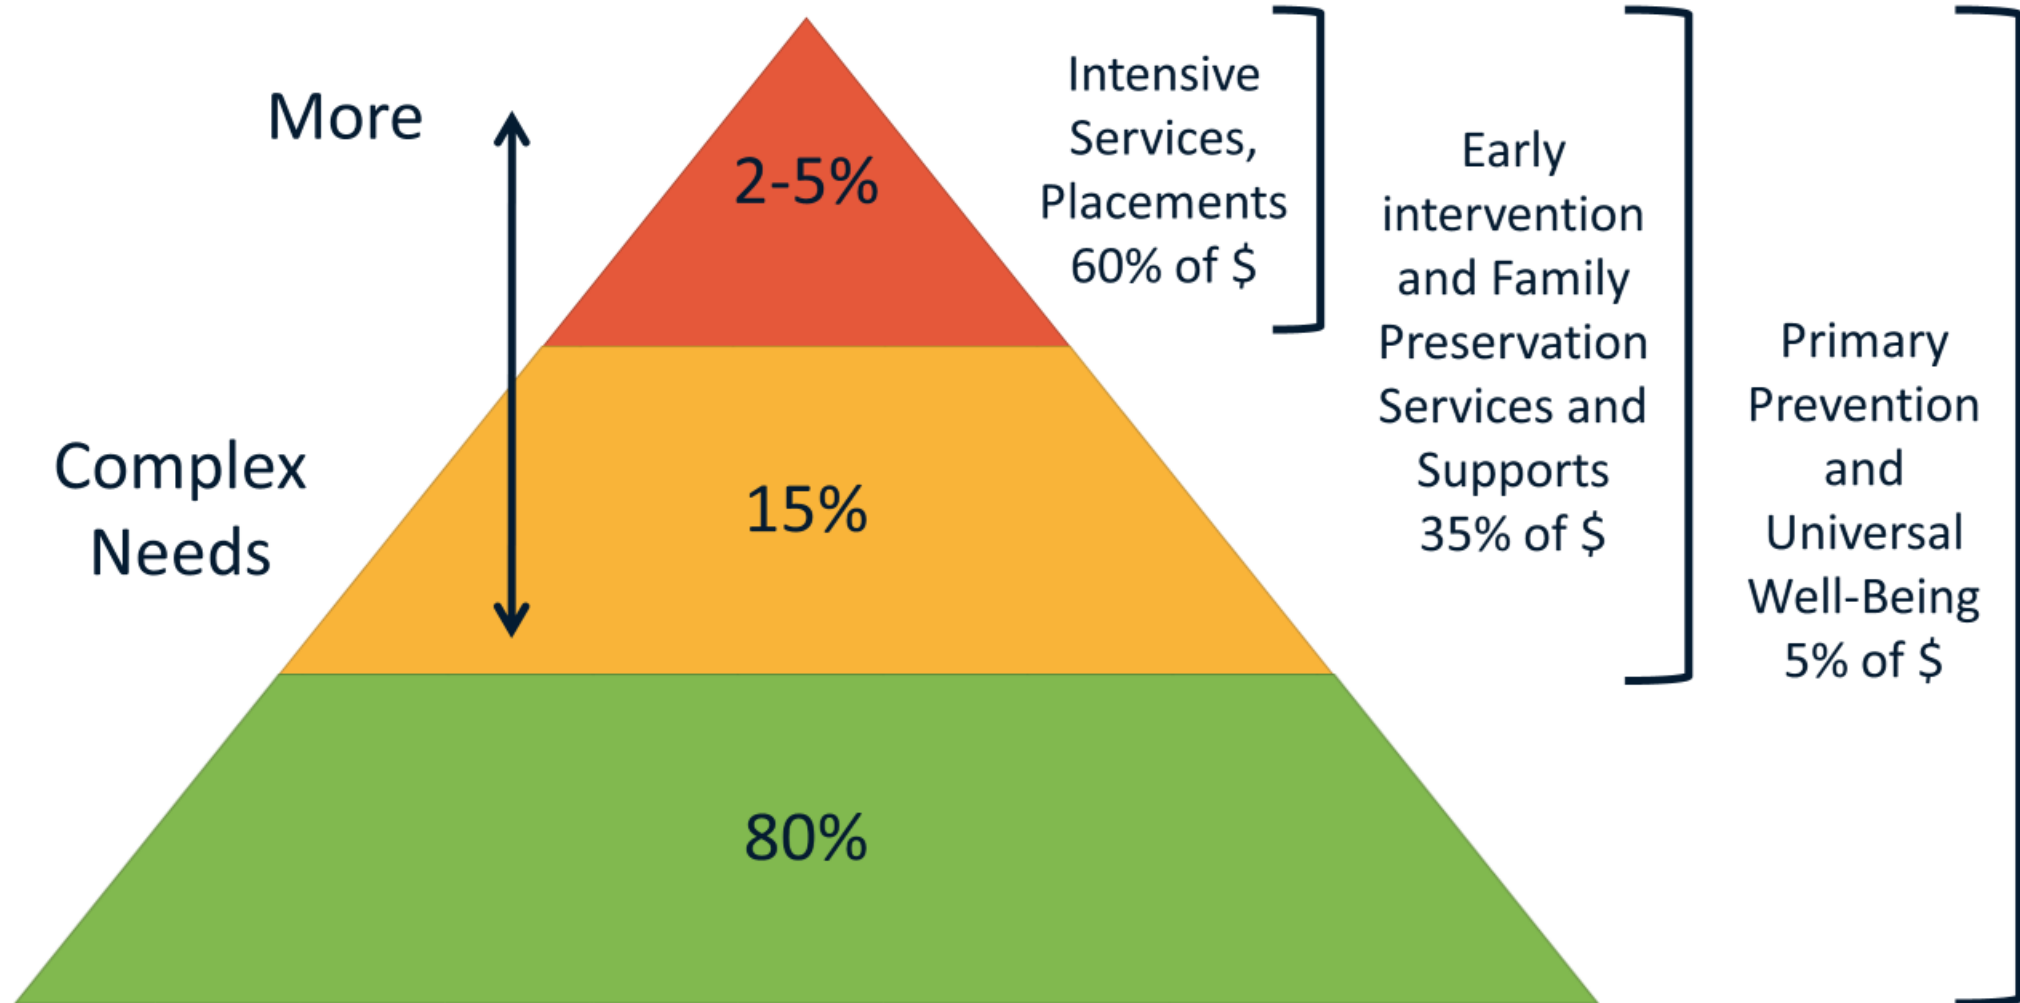 More
Complex
Needs
2-5%
15%
80%
Intensive
Services,
Placements
60% of $
Early
intervention
and Family
Preservation
Services and
Supports
35% of $
Primary
Prevention
and
Universal
Well-Being
5% of $